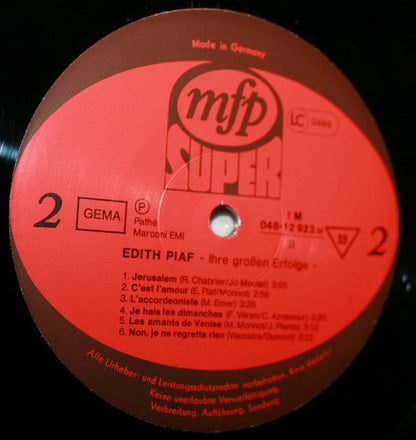 Made in Germany
mfp
SUPER
LC 0464
2
GEMA
P
Pathé
Marconi EMI
1 M
048-12 923 M
B
33
2
EDITH PIAF - Ihre großen Erfolge -
1. Jerusalem (R. Chabrier/Jo Moutet) 3:55
2. C'est l'amour (E. Piaf/Monnot) 2:58
3. L'accordeoniste (M. Emer) 3:35
4. Je hais les dimanches (F. Véran/C. Aznavour) 3:20
5. Les amants de Venise (M. Monnot/J. Plante) 3:10
6. Non, je ne regrette rien (Vaucaire/Dumont) 2:22
Alle Urheber- und Leistungsschutzrechte vorbehalten. Kein Verleih!
Keine unerlaubte Vervielfältigung,
Verbreitung, Aufführung, Sendung